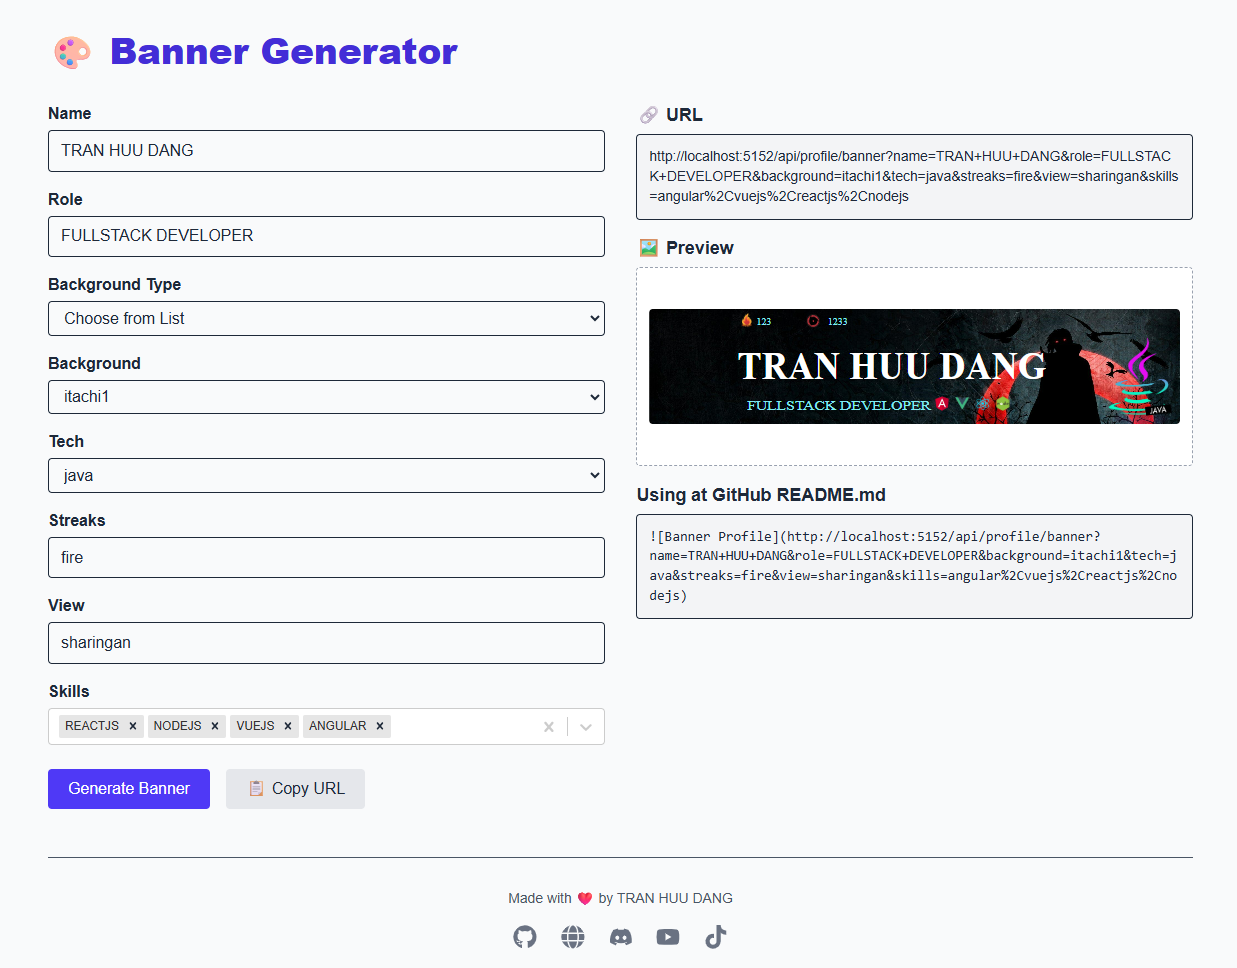 Banner Generator
Name
TRAN HUU DANG
Role
FULLSTACK DEVELOPER
Background Type
Choose from List
Background
itachi1
Tech
java
Streaks
fire
View
sharingan
Skills
REACTJS
NODEJS
VUEJS
ANGULAR
Generate Banner
Copy URL
URL
http://localhost:5152/api/profile/banner?name=TRAN+HUU+DANG&role=FULLSTAC
K+DEVELOPER&background=itachi1&tech=java&streaks=fire&view=sharingan&skills
=angular%2Cvuejs%2Creactjs%2Cnodejs
Preview
123
1233
TRAN HUU DANG
FULLSTACK DEVELOPER
JAVA
Using at GitHub README.md
![Banner Profile](http://localhost:5152/api/profile/banner?
name=TRAN+HUU+DANG&role=FULLSTACK+DEVELOPER&background=itachi1&tech=j
ava&streaks=fire&view=sharingan&skills=angular%2Cvuejs%2Creactjs%2Cno
dejs)
Made with ❤️ by TRAN HUU DANG